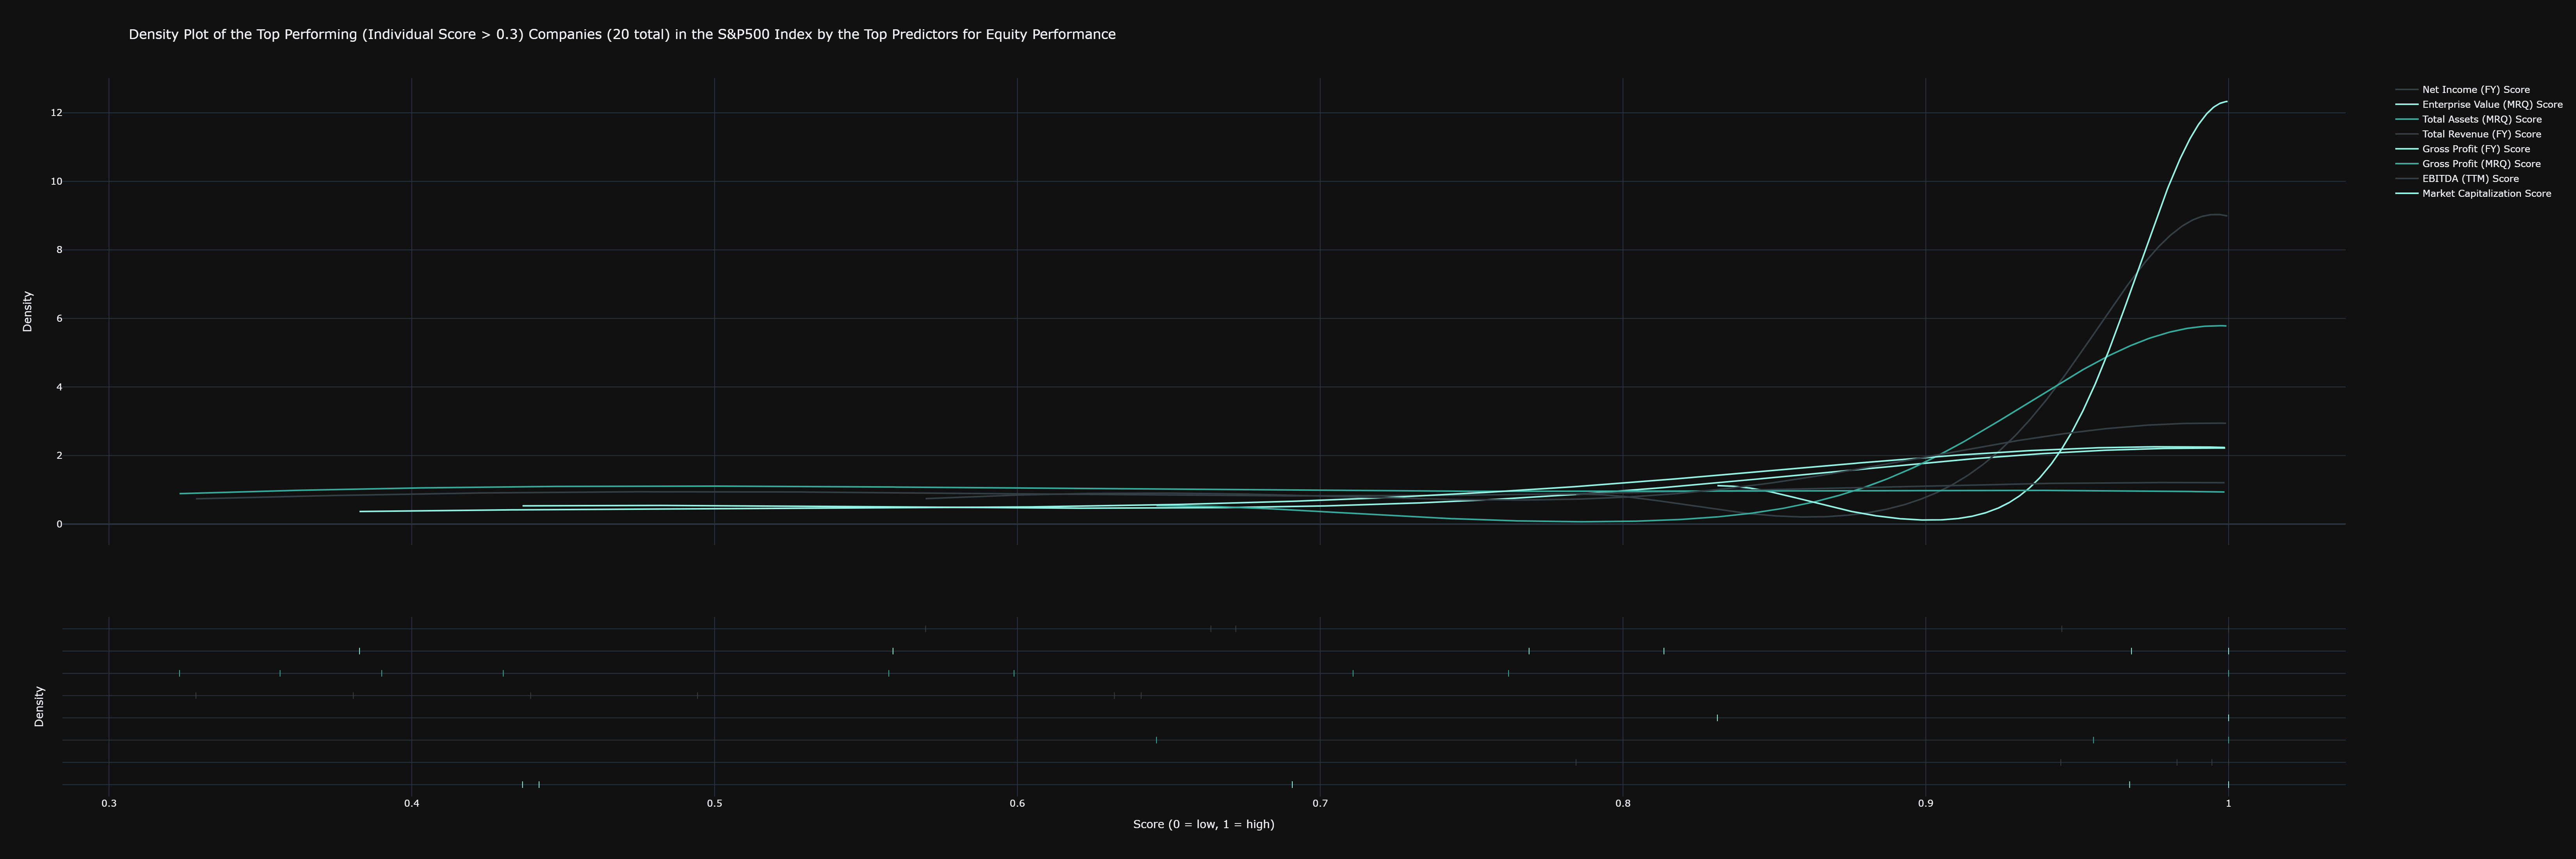 Density Plot of the Top Performing (Individual Score > 0.3) Companies (20 total) in the S&P500 Index by the Top Predictors for Equity Performance
Net Income (FY) Score
Enterprise Value (MRQ) Score
Total Assets (MRQ) Score
Total Revenue (FY) Score
Gross Profit (FY) Score
Gross Profit (MRQ) Score
EBITDA (TTM) Score
Market Capitalization Score
Density
12
10
8
6
4
2
0
Density
0.3 0.4 0.5 0.6 0.7 0.8 0.9 1
Score (0 = low, 1 = high)